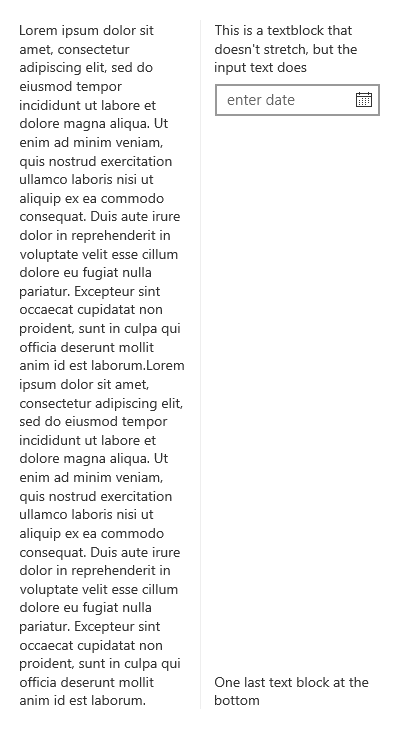 Lorem ipsum dolor sit
amet, consectetur
adipiscing elit, sed do
eiusmod tempor
incididunt ut labore et
dolore magna aliqua. Ut
enim ad minim veniam,
quis nostrud exercitation
ullamco laboris nisi ut
aliquip ex ea commodo
consequat. Duis aute irure
dolor in reprehenderit in
voluptate velit esse cillum
dolore eu fugiat nulla
pariatur. Excepteur sint
occaecat cupidatat non
proident, sunt in culpa qui
officia deserunt mollit
anim id est laborum.Lorem
ipsum dolor sit amet,
consectetur adipiscing elit,
sed do eiusmod tempor
incididunt ut labore et
dolore magna aliqua. Ut
enim ad minim veniam,
quis nostrud exercitation
ullamco laboris nisi ut
aliquip ex ea commodo
consequat. Duis aute irure
dolor in reprehenderit in
voluptate velit esse cillum
dolore eu fugiat nulla
pariatur. Excepteur sint
occaecat cupidatat non
proident, sunt in culpa qui
officia deserunt mollit
anim id est laborum.
This is a textblock that
doesn't stretch, but the
input text does
enter date
One last text block at the
bottom